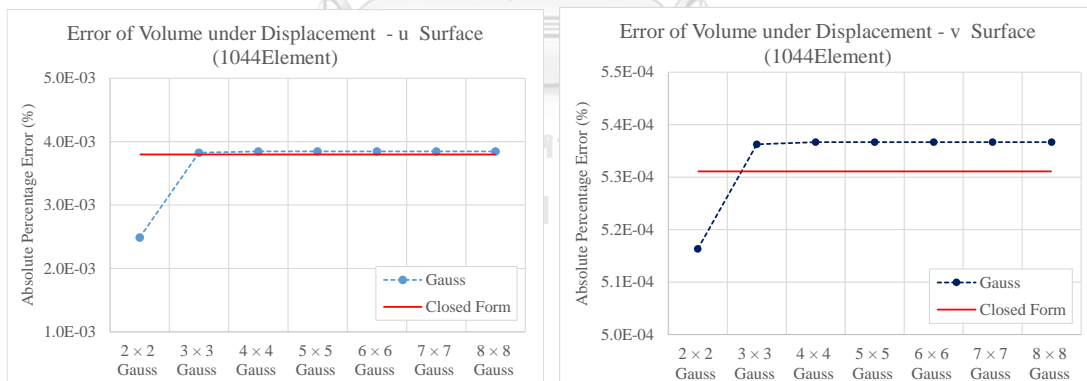 Error of Volume under Displacement - u Surface
(1044Element)
Absolute Percentage Error (%)
5.0E-03
4.0E-03
3.0E-03
2.0E-03
1.0E-03
Gauss
Closed Form
2 × 2 3 × 3 4 × 4 5 × 5 6 × 6 7 × 7 8 × 8
Gauss Gauss Gauss Gauss Gauss Gauss Gauss
Error of Volume under Displacement - v Surface
(1044Element)
Absolute Percentage Error (%)
5.5E-04
5.4E-04
5.3E-04
5.2E-04
5.1E-04
5.0E-04
Gauss
Closed Form
2 × 2 3 × 3 4 × 4 5 × 5 6 × 6 7 × 7 8 × 8
Gauss Gauss Gauss Gauss Gauss Gauss Gauss